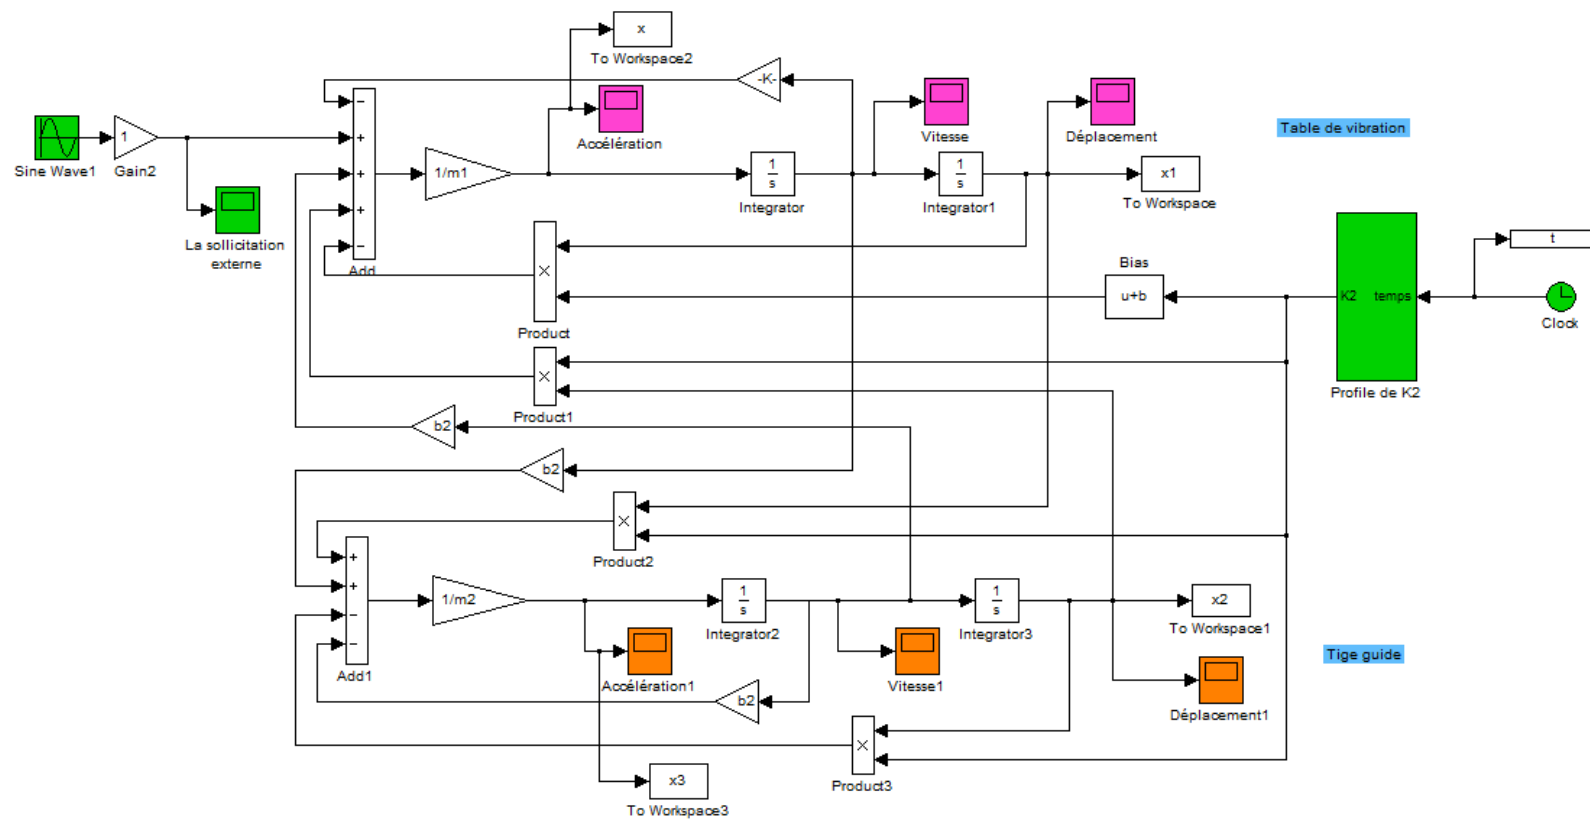 x
To Workspace2
-K-
Sine Wave1
1
Gain2
La sollicitation
externe
−
+
+
+
−
Add
1/m1
Accélération
1
s
Integrator
Vitesse
1
s
Integrator1
Déplacement
x1
To Workspace
Table de vibration
×
Product
Bias
u+b
K2
temps
Profile de K2
t
Clock
×
Product1
b2
b2
×
Product2
+
+
−
−
Add1
1/m2
1
s
Integrator2
Accélération1
b2
1
s
Integrator3
Vitesse1
x2
To Workspace1
Tige guide
Déplacement1
×
Product3
x3
To Workspace3